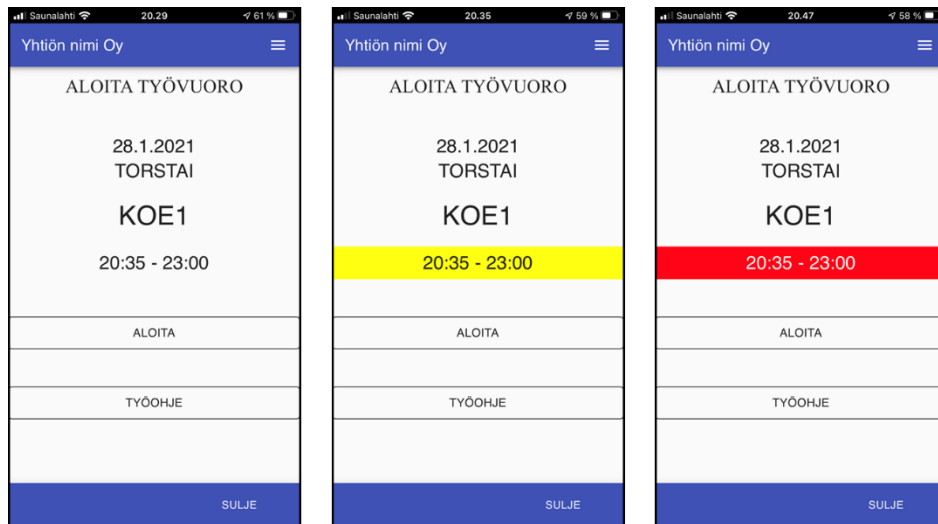 Saunalahti 20.29 61 %
Yhtiön nimi Oy
ALOITA TYÖVUORO
28.1.2021
TORSTAI
KOE1
20:35 - 23:00
ALOITA
TYÖOHJE
SULJE
Saunalahti 20.35 59 %
Yhtiön nimi Oy
ALOITA TYÖVUORO
28.1.2021
TORSTAI
KOE1
20:35 - 23:00
ALOITA
TYÖOHJE
SULJE
Saunalahti 20.47 58 %
Yhtiön nimi Oy
ALOITA TYÖVUORO
28.1.2021
TORSTAI
KOE1
20:35 - 23:00
ALOITA
TYÖOHJE
SULJE